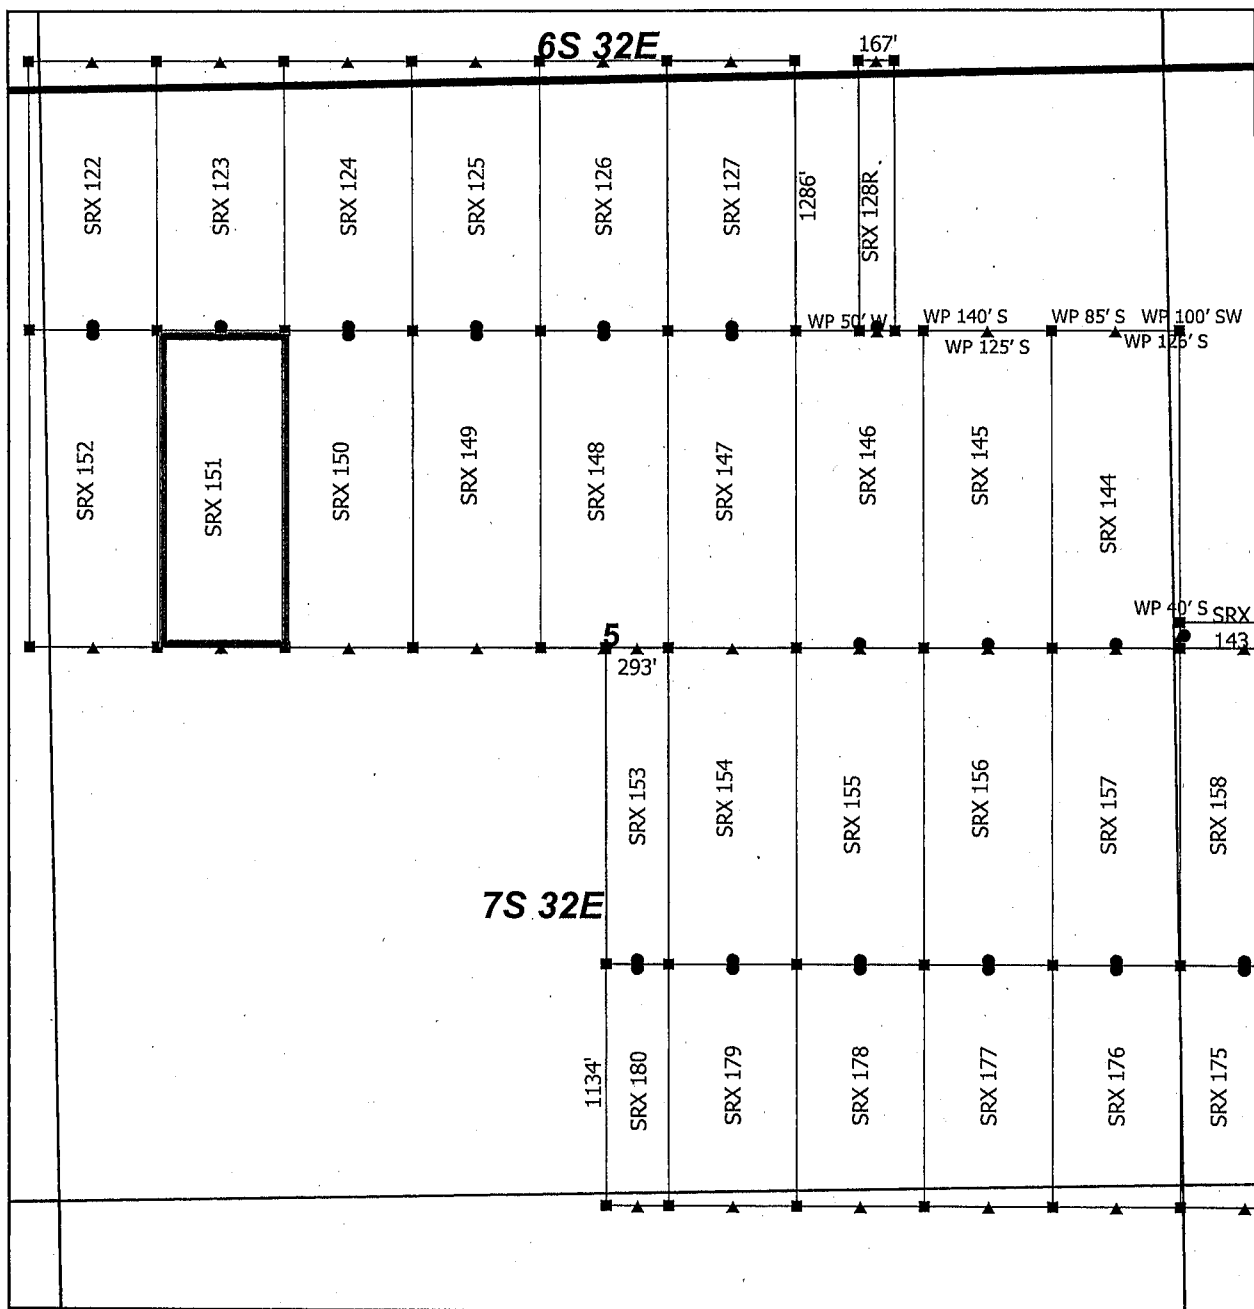 6S 32E
167'
SRX 122
SRX 123
SRX 124
SRX 125
SRX 126
SRX 127
1286'
SRX 128R
WP 50' W
WP 140' S
WP 85' S
WP 100' SW
WP 125' S
WP 126' S
SRX 152
SRX 151
SRX 150
SRX 149
SRX 148
SRX 147
SRX 146
SRX 145
SRX 144
WP 40' S
SRX
143
5
293'
SRX 153
SRX 154
SRX 155
SRX 156
SRX 157
SRX 158
7S 32E
1134'
SRX 180
SRX 179
SRX 178
SRX 177
SRX 176
SRX 175